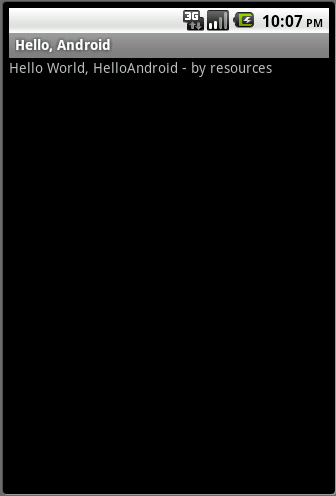 3G 10:07 PM
Hello, Android
Hello World, HelloAndroid - by resources